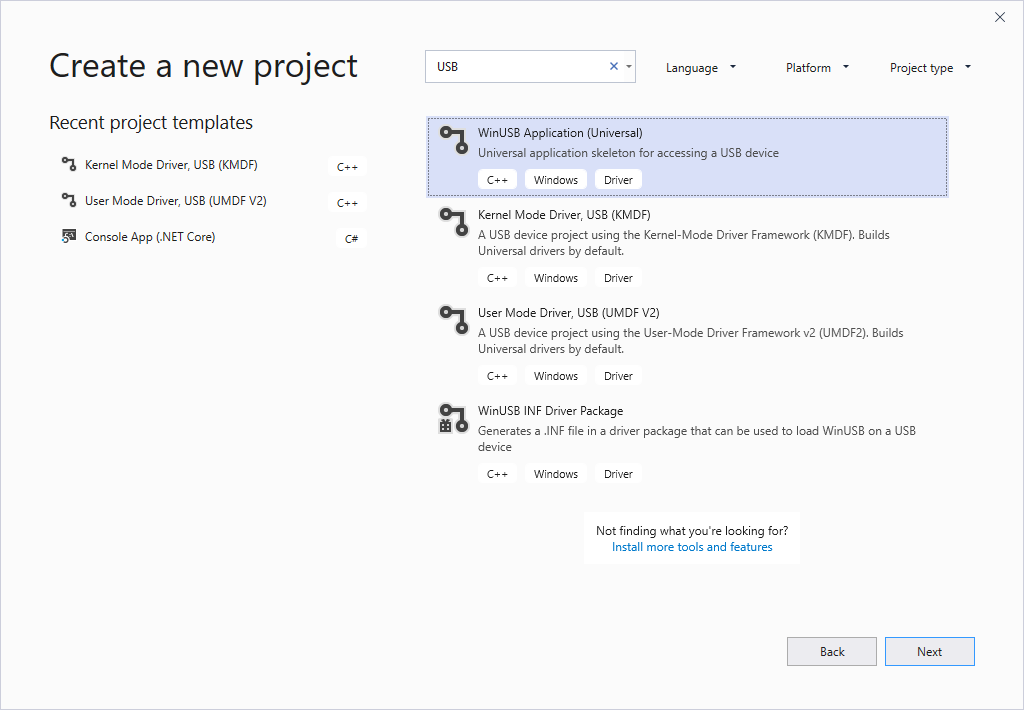 Create a new project
USB
Language
Platform
Project type
Recent project templates
Kernel Mode Driver, USB (KMDF)
C++
User Mode Driver, USB (UMDF V2)
C++
Console App (.NET Core)
C#
WinUSB Application (Universal)
Universal application skeleton for accessing a USB device
C++ Windows Driver
Kernel Mode Driver, USB (KMDF)
A USB device project using the Kernel-Mode Driver Framework (KMDF). Builds
Universal drivers by default.
C++ Windows Driver
User Mode Driver, USB (UMDF V2)
A USB device project using the User-Mode Driver Framework v2 (UMDF2). Builds
Universal drivers by default.
C++ Windows Driver
WinUSB INF Driver Package
Generates a .INF file in a driver package that can be used to load WinUSB on a USB
device
C++ Windows Driver
Not finding what you're looking for?
Install more tools and features
Back
Next